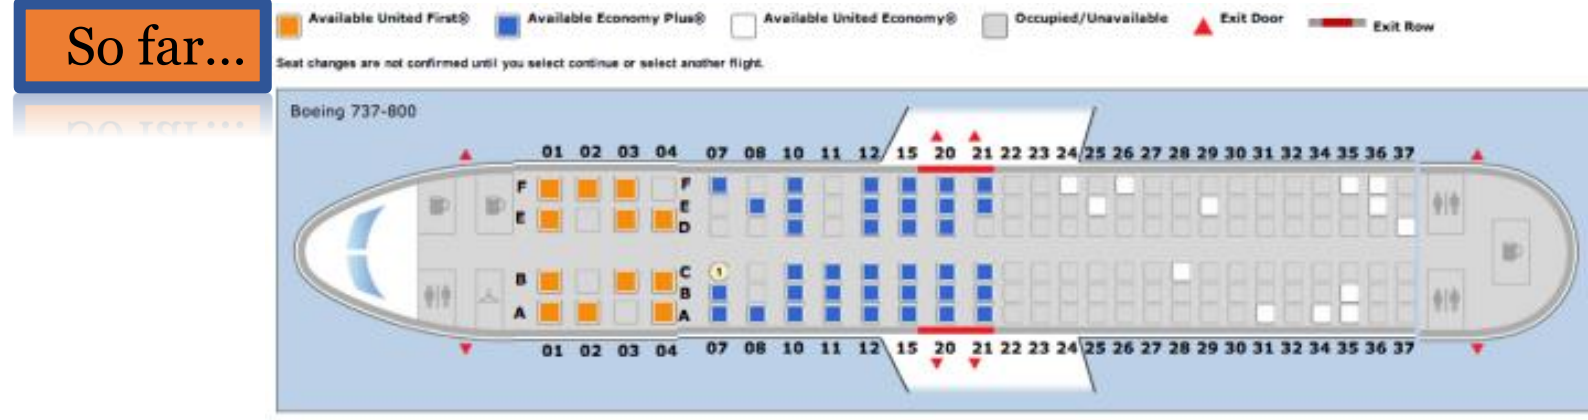 So far...
Available United First® Available Economy Plus® Available United Economy® Occupied/Unavailable Exit Door Exit Row
Seat changes are not confirmed until you select continue or select another flight.
Boeing 737-800
01 02 03 04 07 08 10 11 12 15 20 21 22 23 24 25 26 27 28 29 30 31 32 34 35 36 37
F F
E E
D
B C 1
B
A A
01 02 03 04 07 08 10 11 12 15 20 21 22 23 24 25 26 27 28 29 30 31 32 34 35 36 37